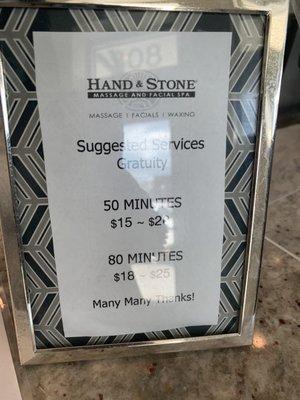 HAND & STONE
MASSAGE AND FACIAL SPA
MASSAGE | FACIALS | WAXING
Suggested Services
Gratuity
50 MINUTES
$15 ~ $20
80 MINUTES
$18 ~ $25
Many Many Thanks!